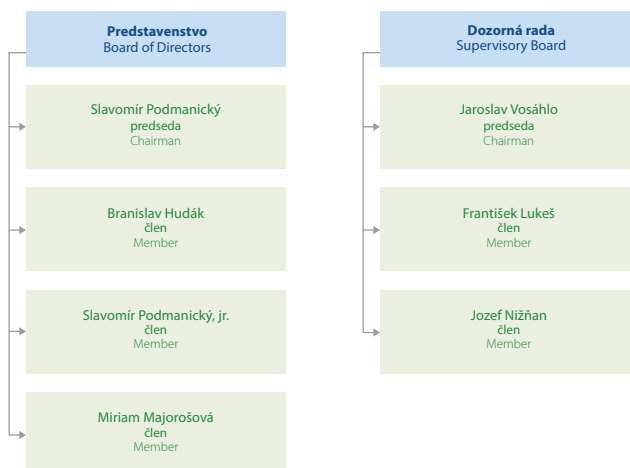 Predstavenstvo
Board of Directors
Slavomír Podmanický
predseda
Chairman
Branislav Hudák
člen
Member
Slavomír Podmanický, jr.
člen
Member
Miriam Majorošová
člen
Member
Dozorná rada
Supervisory Board
Jaroslav Vosáhlo
predseda
Chairman
František Lukeš
člen
Member
Jozef Nižňan
člen
Member